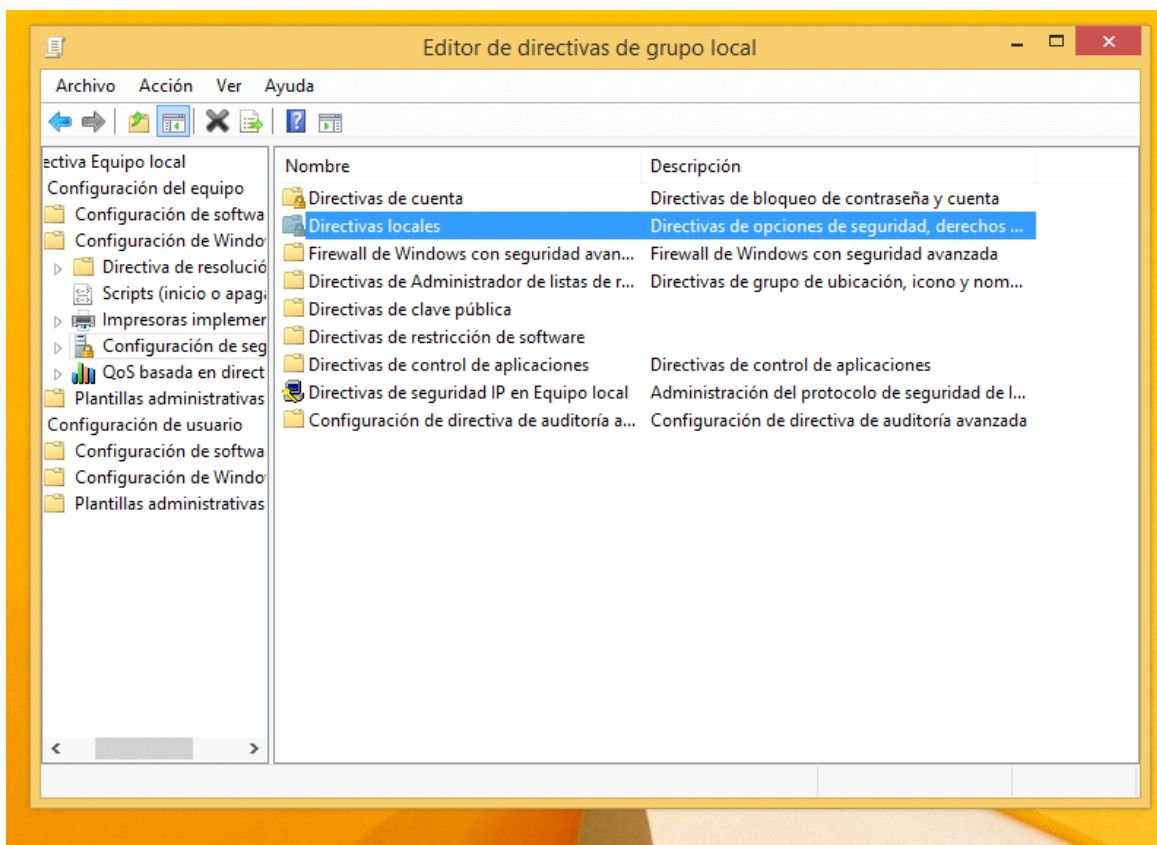 Editor de directivas de grupo local
Archivo Acción Ver Ayuda
ectiva Equipo local
Configuración del equipo
Configuración de softwa
Configuración de Windo
Directiva de resolució
Scripts (inicio o apaga
Impresoras implemer
Configuración de seg
QoS basada en direct
Plantillas administrativas
Configuración de usuario
Configuración de softwa
Configuración de Windo
Plantillas administrativas
Nombre Descripción
Directivas de cuenta Directivas de bloqueo de contraseña y cuenta
Directivas locales Directivas de opciones de seguridad, derechos ...
Firewall de Windows con seguridad avan... Firewall de Windows con seguridad avanzada
Directivas de Administrador de listas de r... Directivas de grupo de ubicación, icono y nom...
Directivas de clave pública
Directivas de restricción de software
Directivas de control de aplicaciones Directivas de control de aplicaciones
Directivas de seguridad IP en Equipo local Administración del protocolo de seguridad de l...
Configuración de directiva de auditoría a... Configuración de directiva de auditoría avanzada